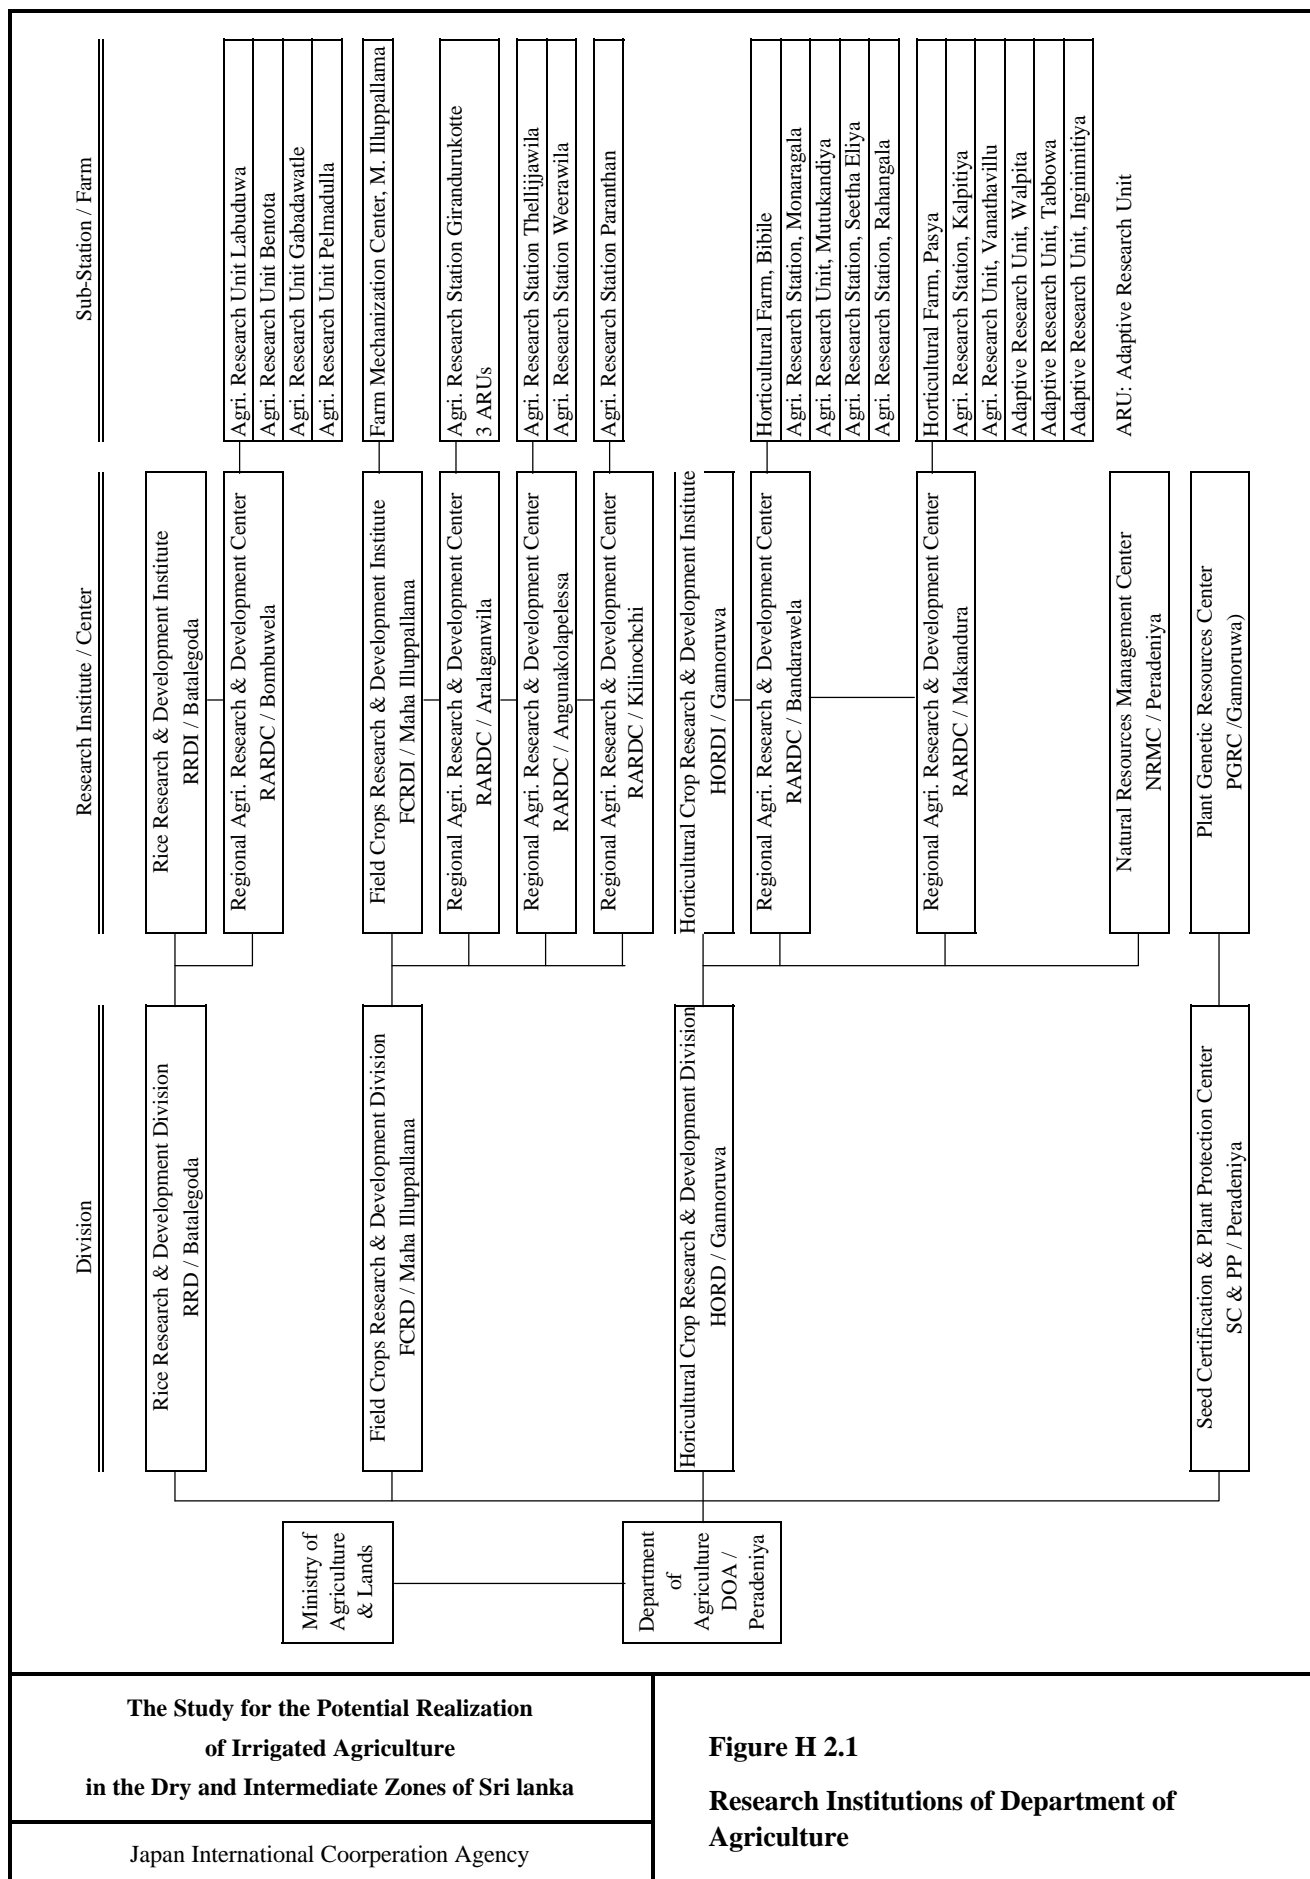 Division
Research Institute / Center
Sub-Station / Farm
Ministry of
Agriculture
& Lands
Department
of
Agriculture
DOA /
Peradeniya
Rice Research & Development Division
RRD / Batalegoda
Rice Research & Development Institute
RRDI / Batalegoda
Regional Agri. Research & Development Center
RARDC / Bombuwela
Agri. Research Unit Labuduwa
Agri. Research Unit Bentota
Agri. Research Unit Gabadawatle
Agri. Research Unit Pelmadulla
Field Crops Research & Development Division
FCRD / Maha Illuppallama
Field Crops Research & Development Institute
FCRDI / Maha Illuppallama
Farm Mechanization Center, M. Illuppallama
Regional Agri. Research & Development Center
RARDC / Aralaganwila
Agri. Research Station Girandurukotte
3 ARUs
Regional Agri. Research & Development Center
RARDC / Angunakolapelessa
Agri. Research Station Thellijjawila
Agri. Research Station Weerawila
Regional Agri. Research & Development Center
RARDC / Kilinochchi
Agri. Research Station Paranthan
Horicultural Crop Research & Development Division
HORD / Gannoruwa
Horticultural Crop Research & Development Institute
HORDI / Gannoruwa
Regional Agri. Research & Development Center
RARDC / Bandarawela
Horticultural Farm, Bibile
Agri. Research Station, Monaragala
Agri. Research Unit, Mutukandiya
Agri. Research Station, Seetha Eliya
Agri. Research Station, Rahangala
Regional Agri. Research & Development Center
RARDC / Makandura
Horticultural Farm, Pasya
Agri. Research Station, Kalpitiya
Agri. Research Unit, Vanathavillu
Adaptive Research Unit, Walpita
Adaptive Research Unit, Tabbowa
Adaptive Research Unit, Inginimitiya
Natural Resources Management Center
NRMC / Peradeniya
ARU: Adaptive Research Unit
Seed Certification & Plant Protection Center
SC & PP / Peradeniya
Plant Genetic Resources Center
PGRC /Gannoruwa)
The Study for the Potential Realization
of Irrigated Agriculture
in the Dry and Intermediate Zones of Sri lanka
Japan International Coorperation Agency
Figure H 2.1
Research Institutions of Department of
Agriculture